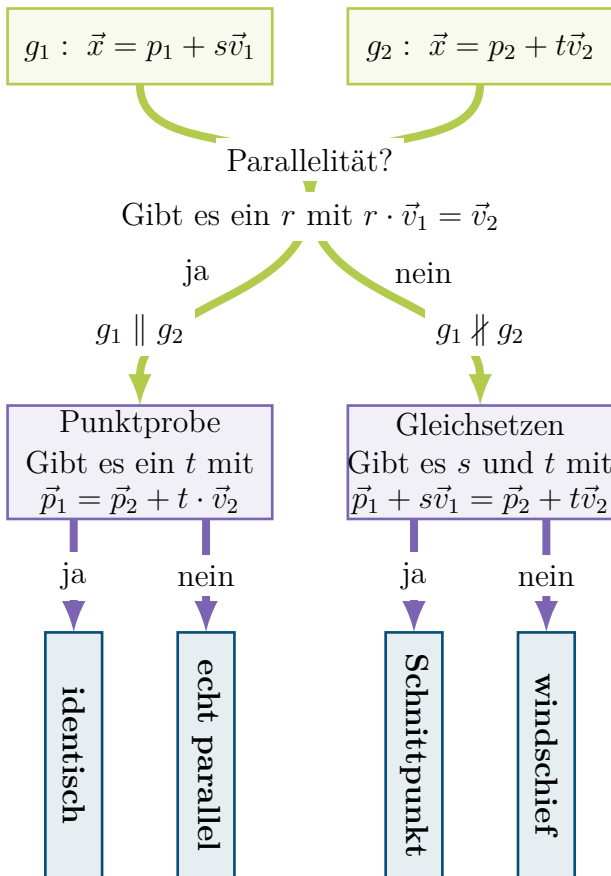 g₁ : x⃗ = p₁ + sv⃗₁
g₂ : x⃗ = p₂ + tv⃗₂
Parallelität?
Gibt es ein r mit r · v⃗₁ = v⃗₂
ja
nein
g₁ ∥ g₂
g₁ ∦ g₂
Punktprobe
Gibt es ein t mit
p⃗₁ = p⃗₂ + t · v⃗₂
Gleichsetzen
Gibt es s und t mit
p⃗₁ + sv⃗₁ = p⃗₂ + tv⃗₂
ja
nein
ja
nein
identisch
echt parallel
Schnittpunkt
windschief